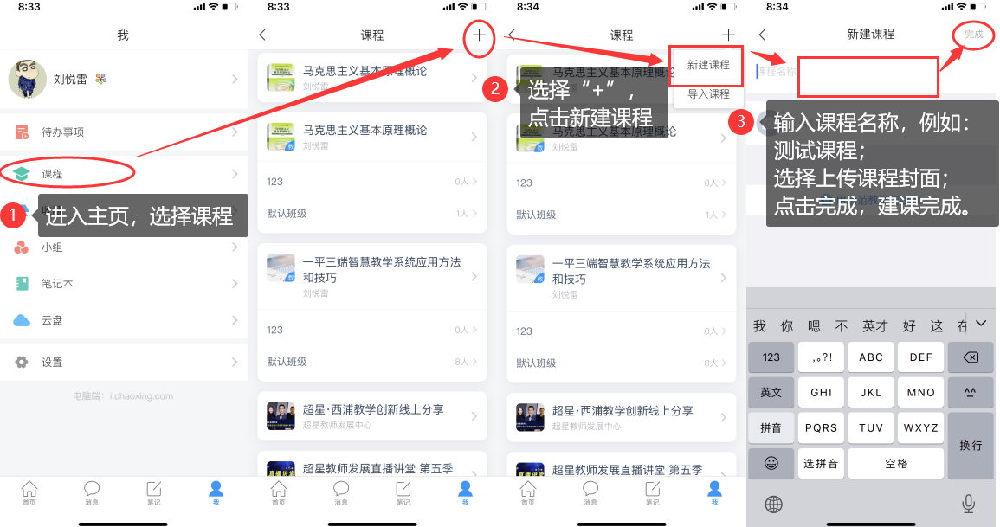 8:33
我
刘悦雷
待办事项
课程
1
进入主页，选择课程
小组
笔记本
云盘
设置
电脑端：i.chaoxing.com
首页
消息
笔记
我
8:33
课程
马克思主义基本原理概论
刘悦雷
马克思主义基本原理概论
刘悦雷
123
0人
默认班级
1人
一平三端智慧教学系统应用方法
和技巧
刘悦雷
123
0人
默认班级
8人
超星·西浦教学创新线上分享
超星教师发展中心
超星教师发展直播讲堂 第五季
首页
消息
笔记
我
8:34
课程
新建课程
导入课程
马克思主义基本原理概论
2
选择“+”，
点击新建课程
马克思主义基本原理概论
刘悦雷
123
0人
默认班级
1人
一平三端智慧教学系统应用方法
和技巧
刘悦雷
123
0人
默认班级
8人
超星·西浦教学创新线上分享
超星教师发展中心
超星教师发展直播讲堂 第五季
首页
消息
笔记
我
8:34
新建课程
完成
课程名称
3
输入课程名称，例如：
测试课程；
选择上传课程封面；
点击完成，建课完成。
我 你 嗯 不 英才 好 这 在
123 ,。?! ABC DEF
英文 GHI JKL MNO ^^
拼音 PQRS TUV WXYZ
换行
选拼音 空格